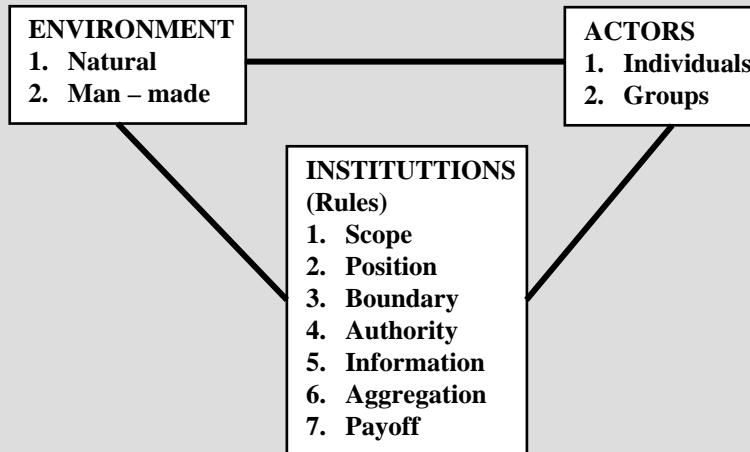 ENVIRONMENT
1. Natural
2. Man – made
ACTORS
1. Individuals
2. Groups
INSTITUTTIONS
(Rules)
1. Scope
2. Position
3. Boundary
4. Authority
5. Information
6. Aggregation
7. Payoff